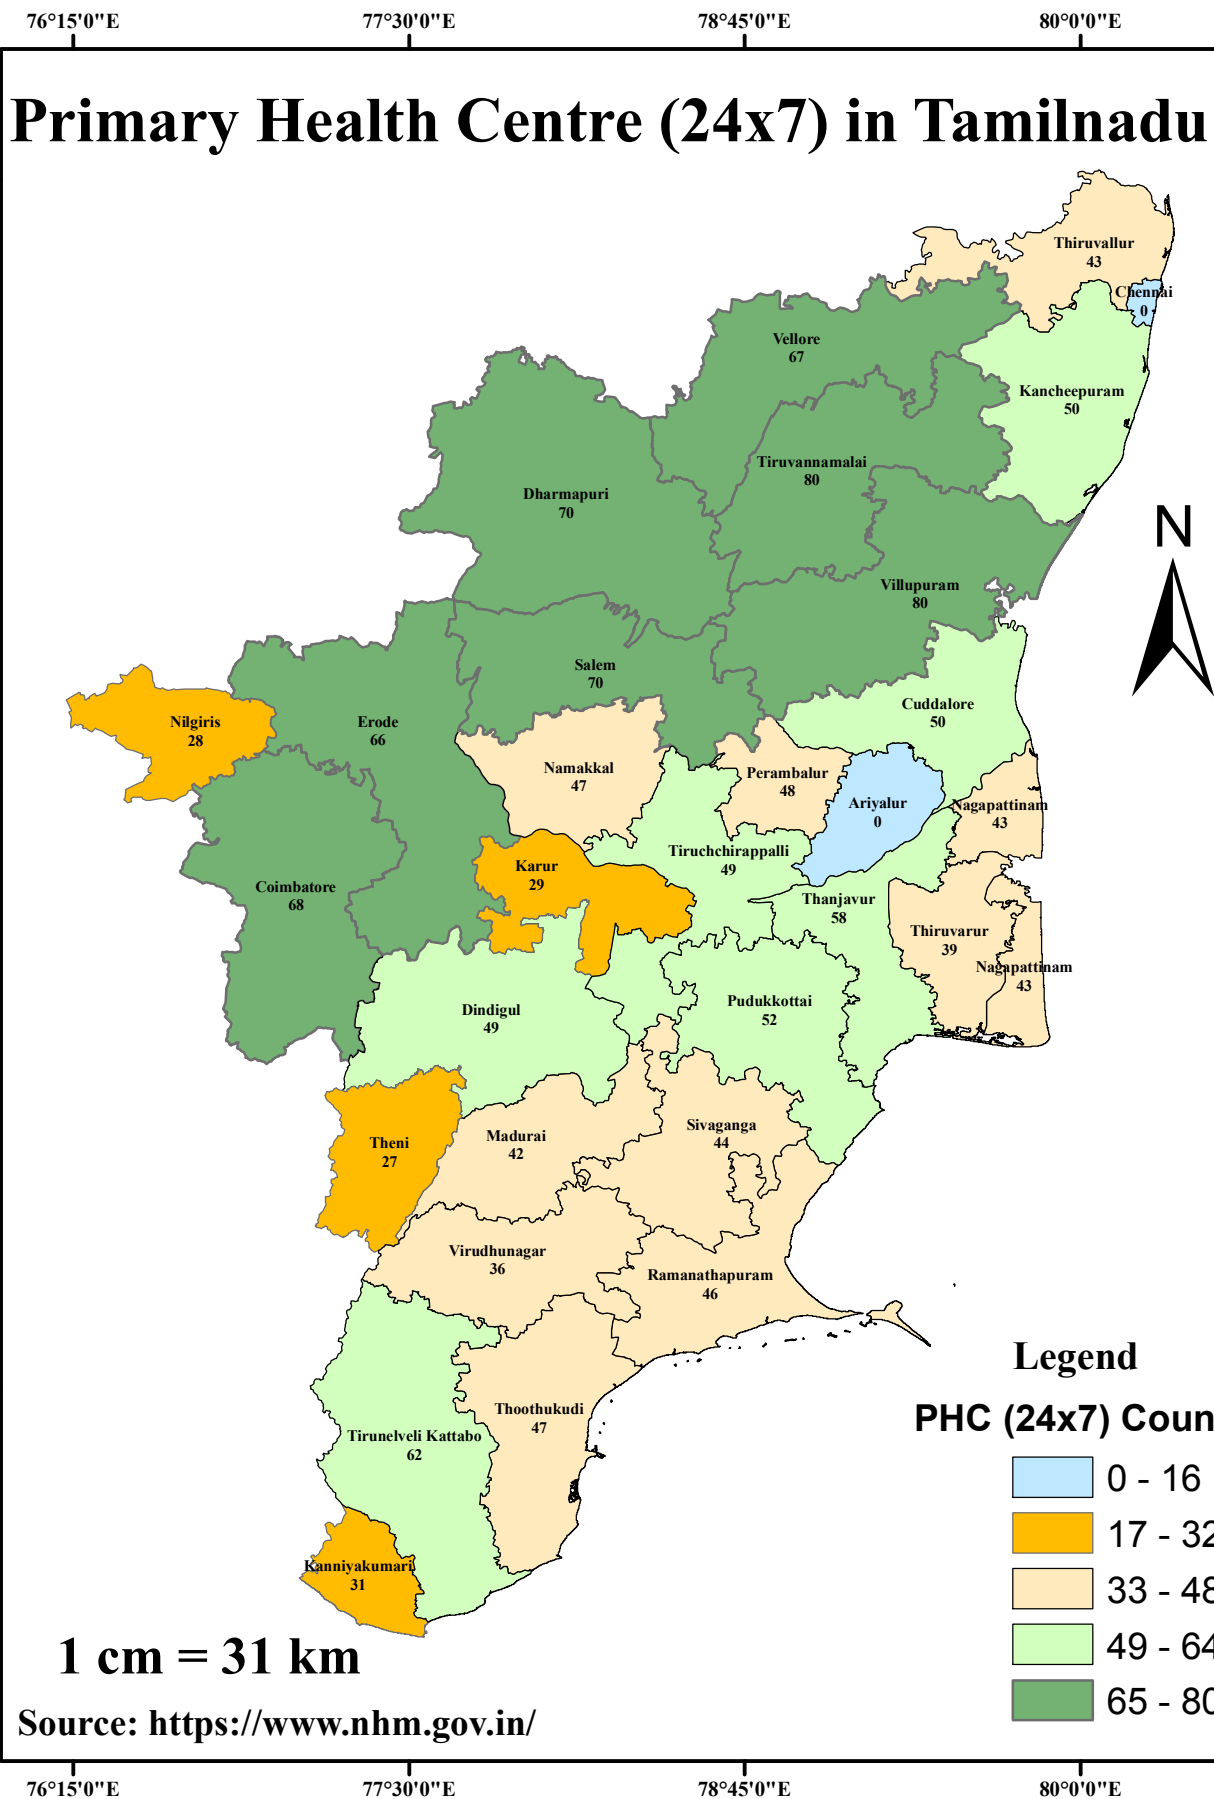 76°15'0"E
77°30'0"E
78°45'0"E
80°0'0"E
Primary Health Centre (24x7) in Tamilnadu
Thiruvallur
43
Chennai
0
Vellore
67
Kancheepuram
50
Tiruvannamalai
80
Dharmapuri
70
N
Villupuram
80
Salem
70
Cuddalore
50
Nilgiris
28
Erode
66
Namakkal
47
Perambalur
48
Ariyalur
0
Nagapattinam
43
Karur
29
Tiruchchirappalli
49
Coimbatore
68
Thanjavur
58
Thiruvarur
39
Nagapattinam
43
Dindigul
49
Pudukkottai
52
Theni
27
Madurai
42
Sivaganga
44
Virudhunagar
36
Ramanathapuram
46
Thoothukudi
47
Tirunelveli Kattabo
62
Kanniyakumari
31
Legend
PHC (24x7) Coun
0 - 16
17 - 32
33 - 48
49 - 64
65 - 80
1 cm = 31 km
Source: https://www.nhm.gov.in/
76°15'0"E
77°30'0"E
78°45'0"E
80°0'0"E